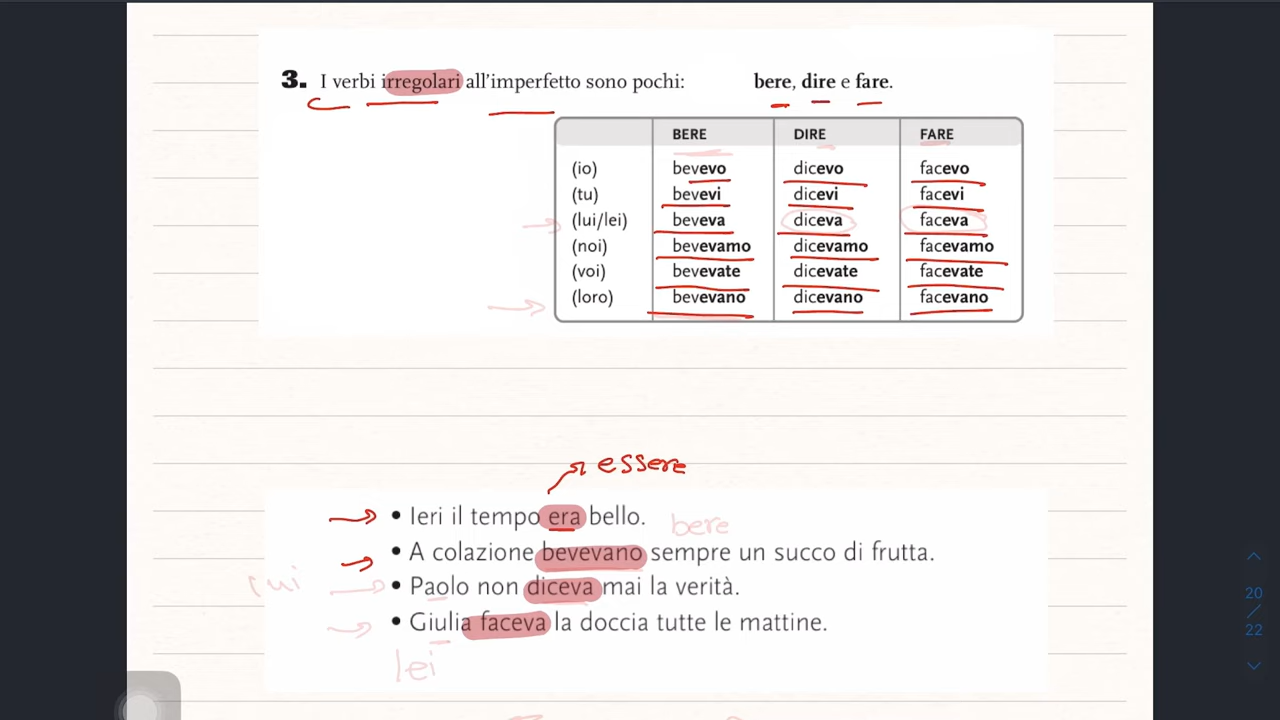 3. I verbi irregolari all'imperfetto sono pochi: bere, dire e fare.
BERE DIRE FARE
(io) bevevo dicevo facevo
(tu) bevevi dicevi facevi
(lui/lei) beveva diceva faceva
(noi) bevevamo dicevamo facevamo
(voi) bevevate dicevate facevate
(loro) bevevano dicevano facevano
essere
• Ieri il tempo era bello.
bere
• A colazione bevevano sempre un succo di frutta.
lui
• Paolo non diceva mai la verità.
• Giulia faceva la doccia tutte le mattine.
lei
20
/
22